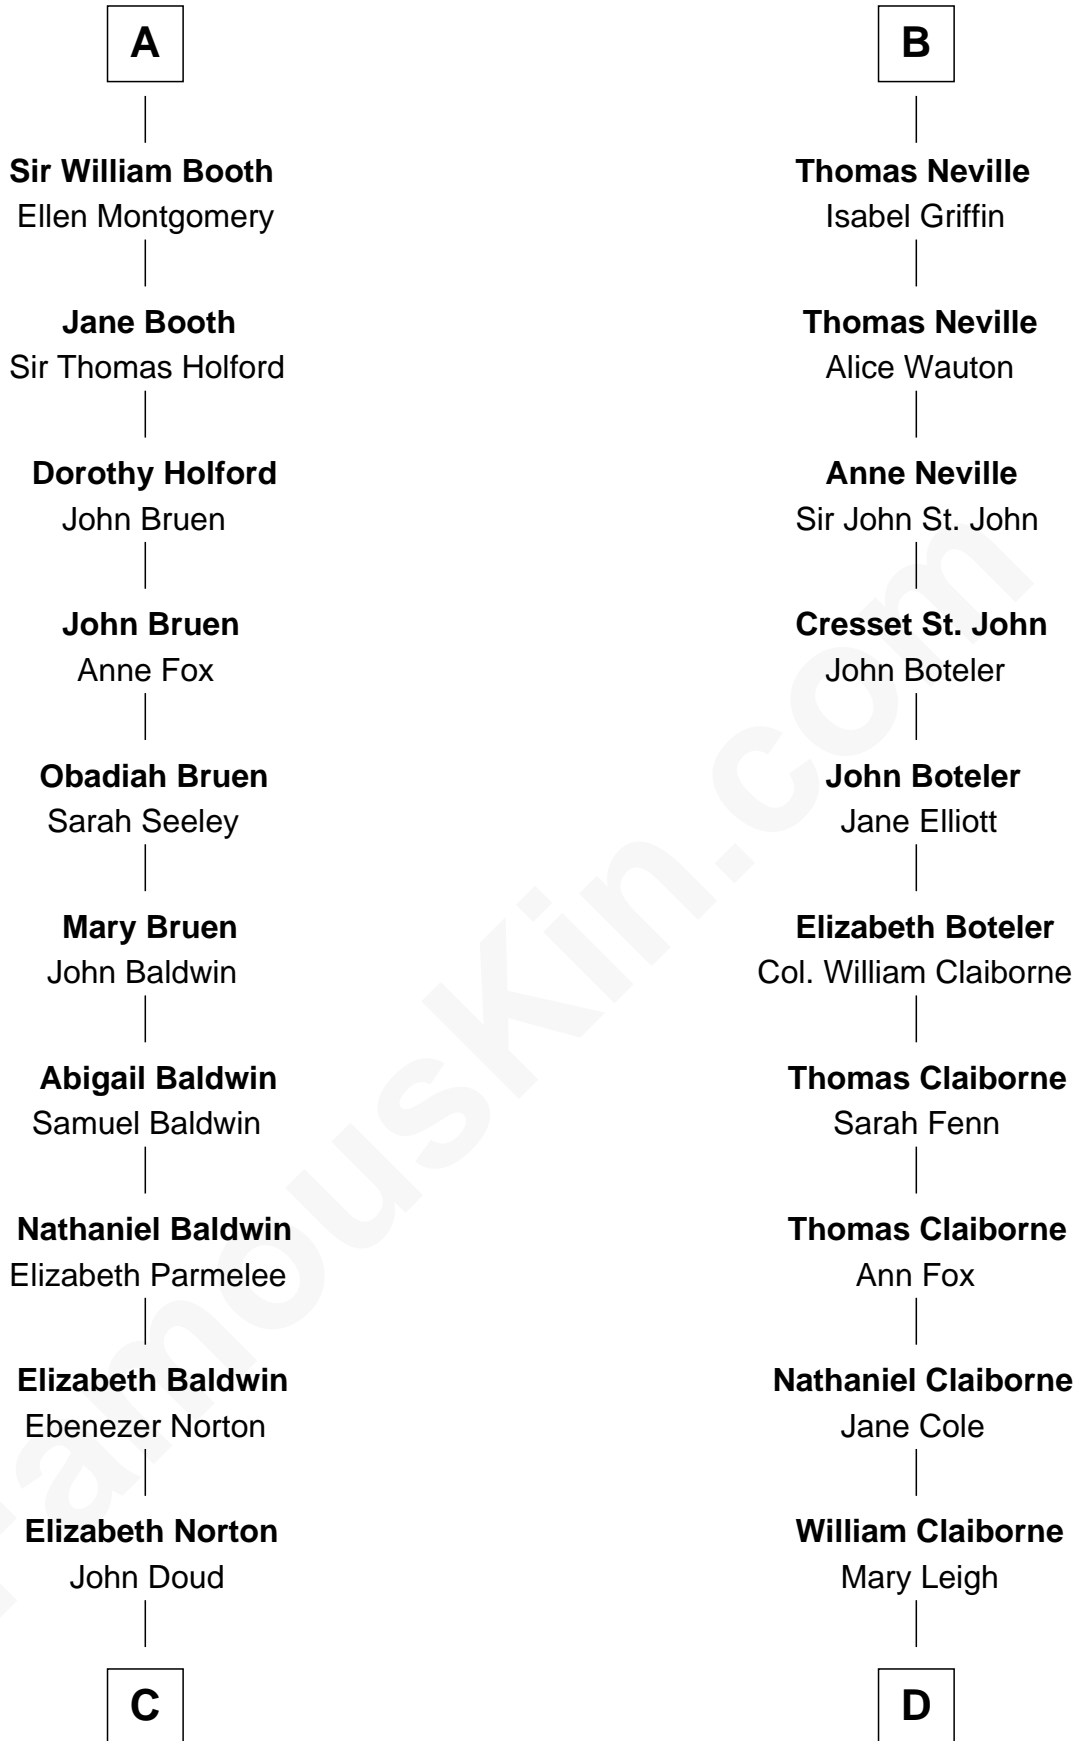 A
Sir William Booth
Ellen Montgomery
Jane Booth
Sir Thomas Holford
Dorothy Holford
John Bruen
John Bruen
Anne Fox
Obadiah Bruen
Sarah Seeley
Mary Bruen
John Baldwin
Abigail Baldwin
Samuel Baldwin
Nathaniel Baldwin
Elizabeth Parmelee
Elizabeth Baldwin
Ebenezer Norton
Elizabeth Norton
John Doud
C
B
Thomas Neville
Isabel Griffin
Thomas Neville
Alice Wauton
Anne Neville
Sir John St. John
Cresset St. John
John Boteler
John Boteler
Jane Elliott
Elizabeth Boteler
Col. William Claiborne
Thomas Claiborne
Sarah Fenn
Thomas Claiborne
Ann Fox
Nathaniel Claiborne
Jane Cole
William Claiborne
Mary Leigh
D
FamousKin.com